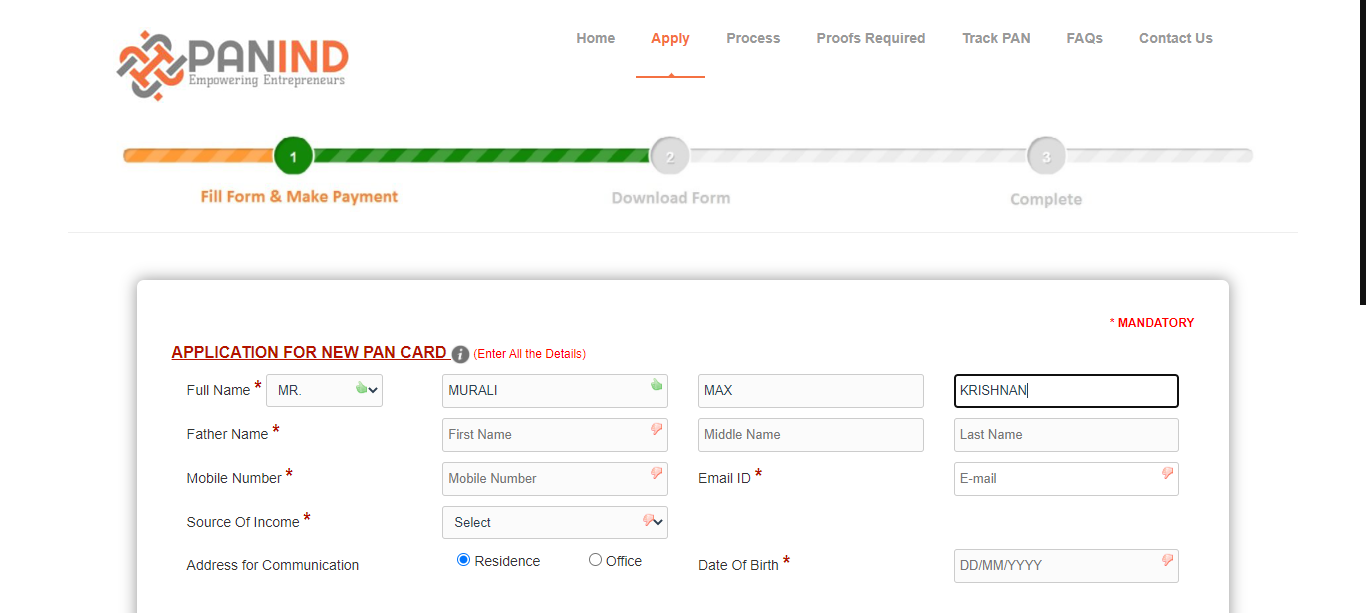 PANIND
Empowering Entrepreneurs
Home Apply Process Proofs Required Track PAN FAQs Contact Us
1 2 3
Fill Form & Make Payment Download Form Complete
* MANDATORY
APPLICATION FOR NEW PAN CARD i (Enter All the Details)
Full Name * MR. MURALI MAX KRISHNAN
Father Name * First Name Middle Name Last Name
Mobile Number * Mobile Number Email ID * E-mail
Source Of Income * Select
Address for Communication Residence Office Date Of Birth * DD/MM/YYYY